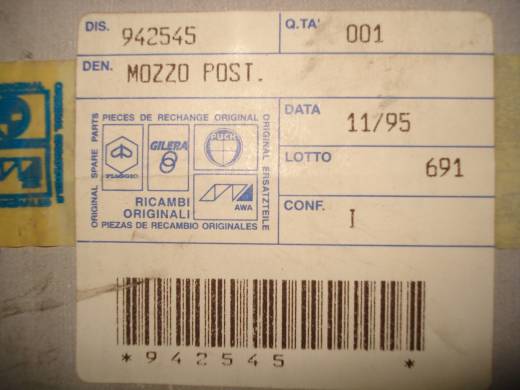 DIS. 942545 Q.TA' 001
DEN. MOZZO POST.
PIECES DE RECHANGE ORIGINAL
ORIGINAL SPARE PARTS
ORIGINAL ERSATZTEILE
PIAGGIO
GILERA
PUCH
AWA
RICAMBI
ORIGINALI
PIEZAS DE RECAMBIO ORIGINALES
DATA 11/95
LOTTO 691
CONF. I
*942545 *